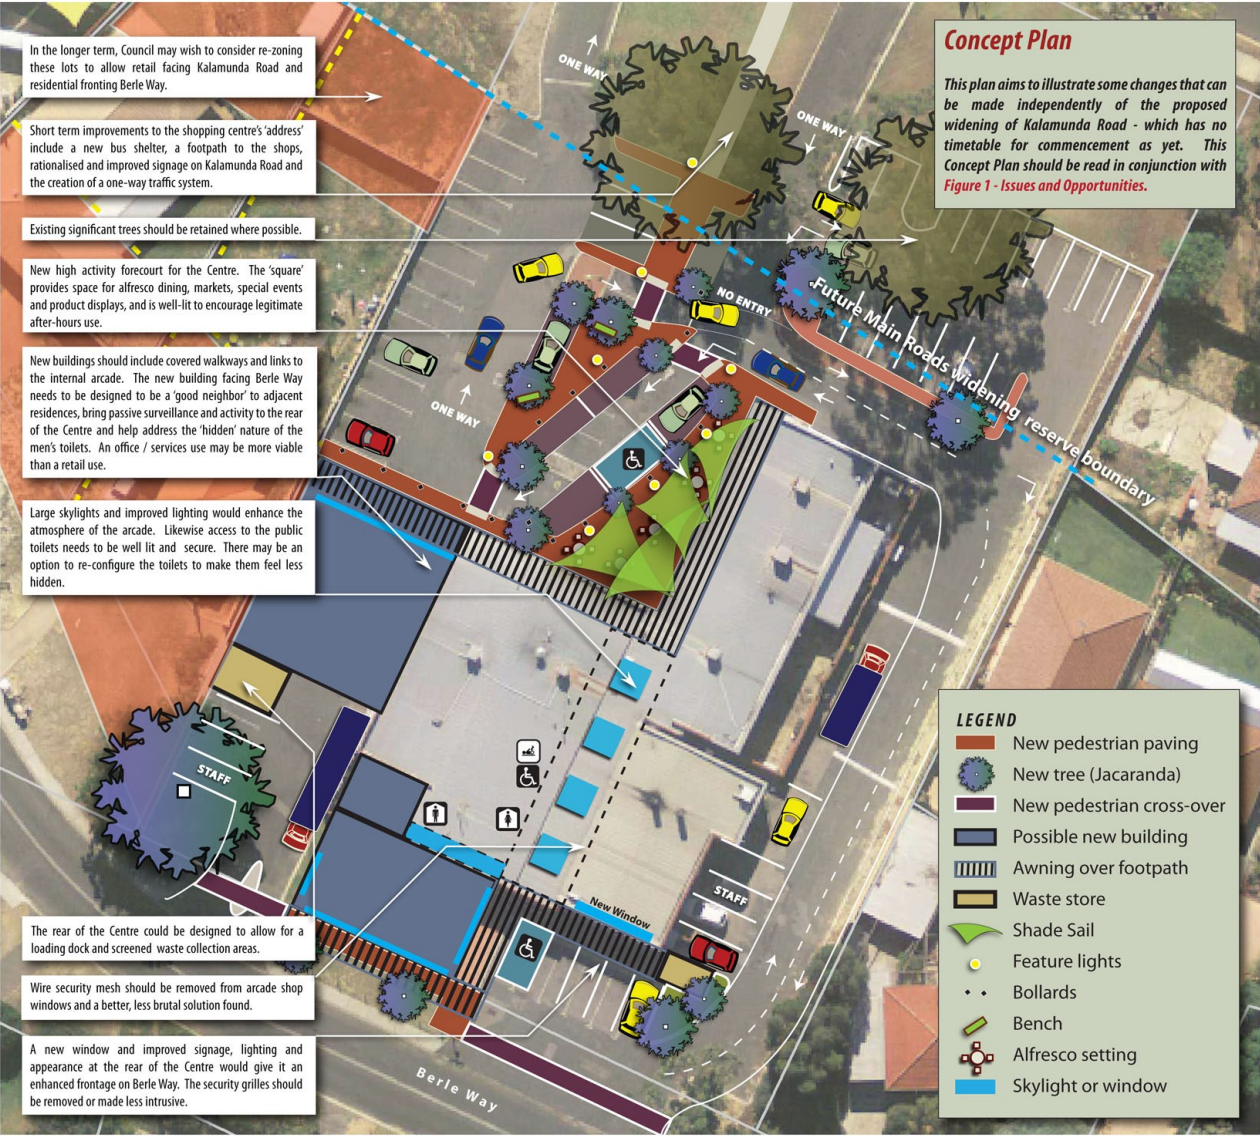 In the longer term, Council may wish to consider re-zoning
these lots to allow retail facing Kalamunda Road and
residential fronting Berle Way.
Short term improvements to the shopping centre's 'address'
include a new bus shelter, a footpath to the shops,
rationalised and improved signage on Kalamunda Road and
the creation of a one-way traffic system.
Existing significant trees should be retained where possible.
New high activity forecourt for the Centre. The 'square'
provides space for alfresco dining, markets, special events
and product displays, and is well-lit to encourage legitimate
after-hours use.
New buildings should include covered walkways and links to
the internal arcade. The new building facing Berle Way
needs to be designed to be a 'good neighbor' to adjacent
residences, bring passive surveillance and activity to the rear
of the Centre and help address the 'hidden' nature of the
men's toilets. An office / services use may be more viable
than a retail use.
Large skylights and improved lighting would enhance the
atmosphere of the arcade. Likewise access to the public
toilets needs to be well lit and secure. There may be an
option to re-configure the toilets to make them feel less
hidden.
The rear of the Centre could be designed to allow for a
loading dock and screened waste collection areas.
Wire security mesh should be removed from arcade shop
windows and a better, less brutal solution found.
A new window and improved signage, lighting and
appearance at the rear of the Centre would give it an
enhanced frontage on Berle Way. The security grilles should
be removed or made less intrusive.
ONE WAY
ONE WAY
NO ENTRY
ONE WAY
Future Main Roads widening reserve boundary
STAFF
STAFF
New Window
Berle Way
Concept Plan
This plan aims to illustrate some changes that can
be made independently of the proposed
widening of Kalamunda Road - which has no
timetable for commencement as yet. This
Concept Plan should be read in conjunction with
Figure 1 - Issues and Opportunities.
LEGEND
New pedestrian paving
New tree (Jacaranda)
New pedestrian cross-over
Possible new building
Awning over footpath
Waste store
Shade Sail
Feature lights
Bollards
Bench
Alfresco setting
Skylight or window